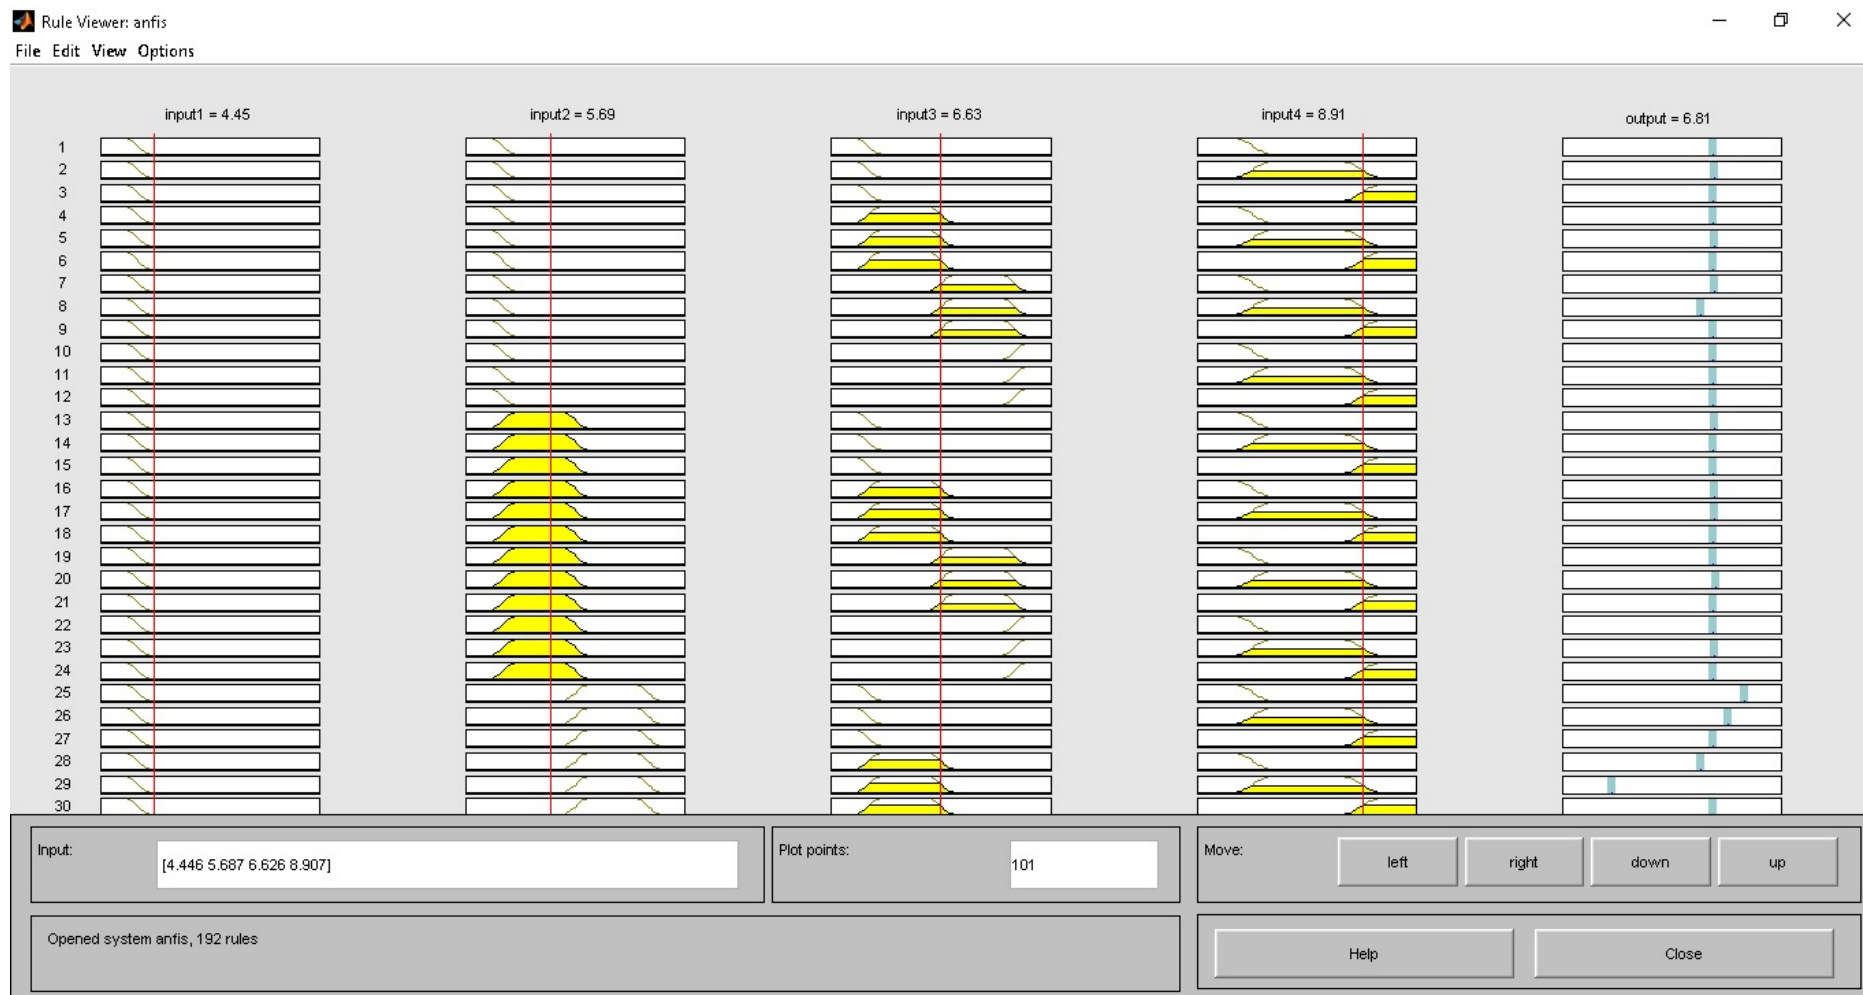 Rule Viewer: anfis
File Edit View Options
input1 = 4.45
input2 = 5.69
input3 = 6.63
input4 = 8.91
output = 6.81
1
2
3
4
5
6
7
8
9
10
11
12
13
14
15
16
17
18
19
20
21
22
23
24
25
26
27
28
29
30
Input:
[4.446 5.687 6.626 8.907]
Plot points:
101
Move:
left
right
down
up
Opened system anfis, 192 rules
Help
Close